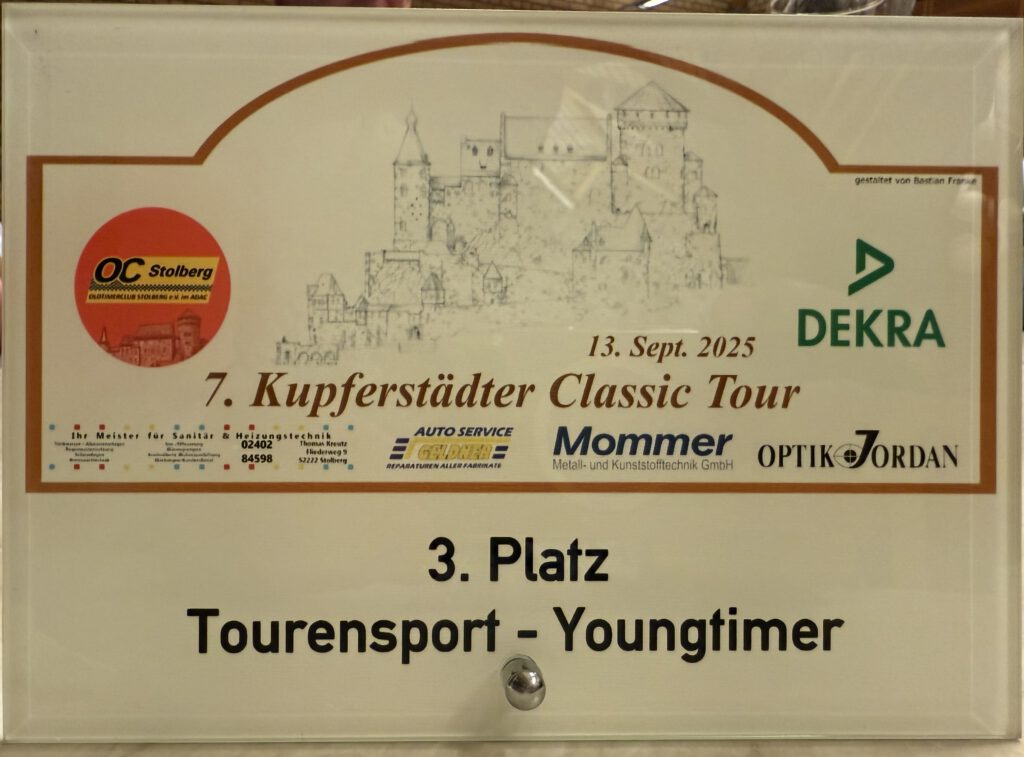 gestaltet von Bastian Franke
OC Stolberg
OLDTIMERCLUB STOLBERG e.V. im ADAC
DEKRA
13. Sept. 2025
7. Kupferstädter Classic Tour
Ihr Meister für Sanitär & Heizungstechnik
02402
84598
Thomas Kreutz
Fliederweg 9
52222 Stolberg
AUTO SERVICE
GELDNER
REPARATUREN ALLER FABRIKATE
Mommer
Metall- und Kunststofftechnik GmbH
OPTIK JORDAN
3. Platz
Tourensport - Youngtimer